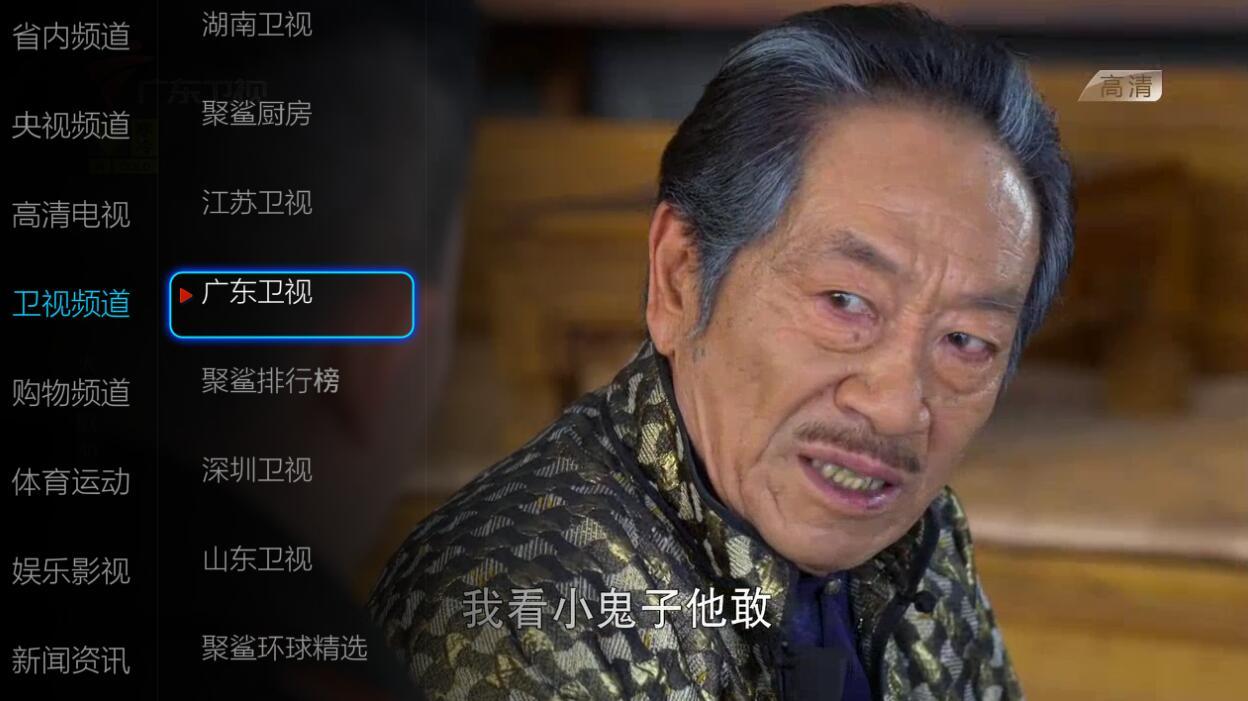 省内频道
央视频道
高清电视
卫视频道
购物频道
体育运动
娱乐影视
新闻资讯
湖南卫视
聚鲨厨房
江苏卫视
广东卫视
聚鲨排行榜
深圳卫视
山东卫视
聚鲨环球精选
广东卫视
高清
我看小鬼子他敢